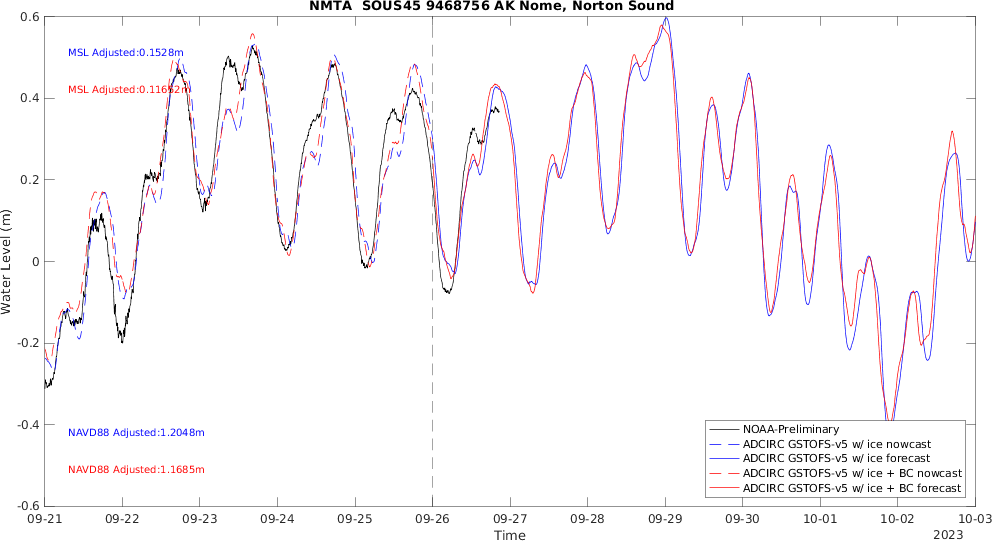 NMTA SOUS45 9468756 AK Nome, Norton Sound
0.6
MSL Adjusted:0.1528m
MSL Adjusted:0.11652m
0.4
0.2
Water Level (m)
0
-0.2
-0.4
NAVD88 Adjusted:1.2048m
NAVD88 Adjusted:1.1685m
NOAA-Preliminary
ADCIRC GSTOFS-v5 w/ ice nowcast
ADCIRC GSTOFS-v5 w/ ice forecast
ADCIRC GSTOFS-v5 w/ ice + BC nowcast
ADCIRC GSTOFS-v5 w/ ice + BC forecast
-0.6
09-21 09-22 09-23 09-24 09-25 09-26 09-27 09-28 09-29 09-30 10-01 10-02 10-03
Time
2023